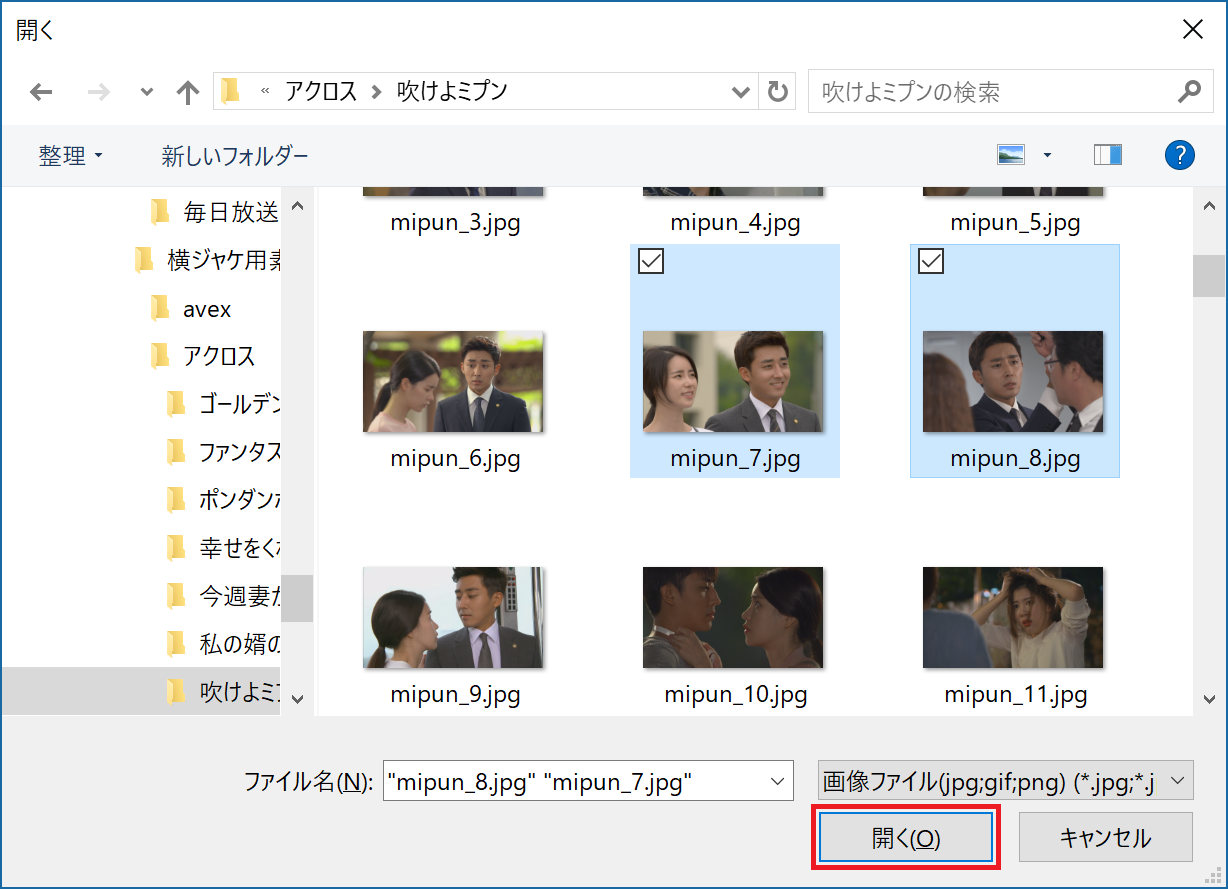 開く
« アクロス > 吹けよミプン
吹けよミプンの検索
整理
新しいフォルダー
?
毎日放送
横ジャケ用
avex
アクロス
ゴールデン
ファンタス
ポンダン
幸せをく
今週妻
私の婿の
吹けよミプ
mipun_3.jpg
mipun_4.jpg
mipun_5.jpg
mipun_6.jpg
mipun_7.jpg
mipun_8.jpg
mipun_9.jpg
mipun_10.jpg
mipun_11.jpg
ファイル名(N):
"mipun_8.jpg" "mipun_7.jpg"
画像ファイル(jpg;gif;png) (*.jpg;*.j
開く(O)
キャンセル